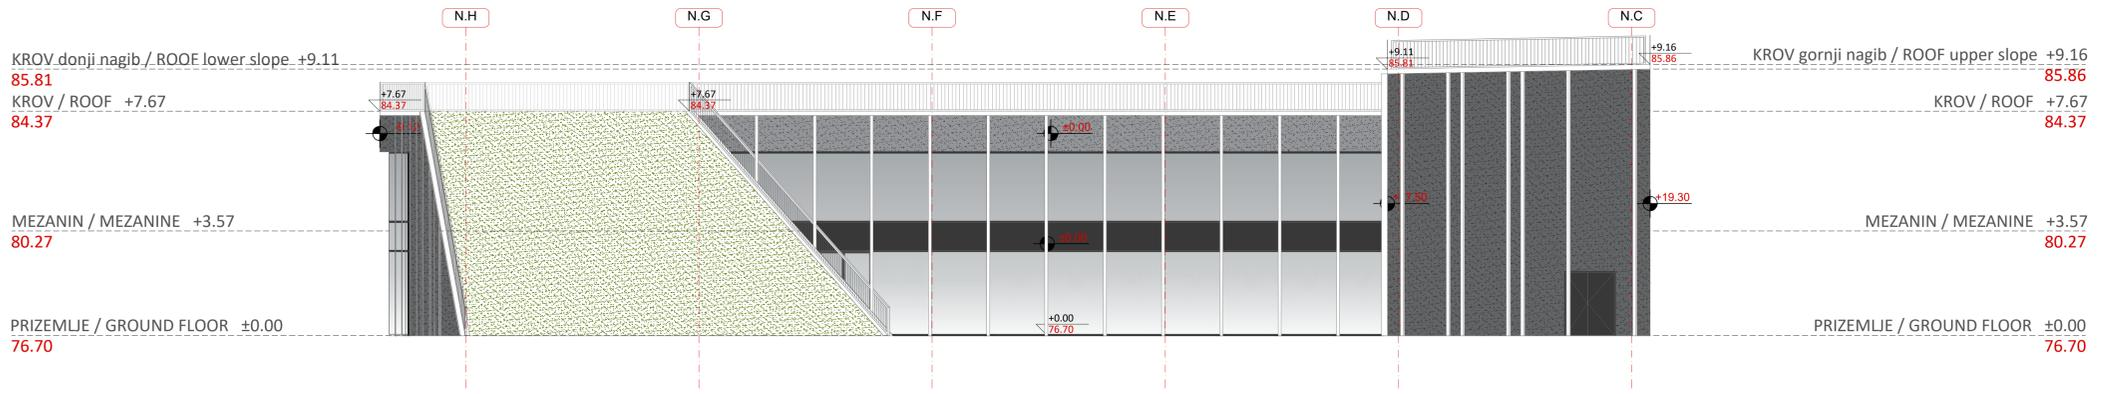 N.H N.G N.F N.E N.D N.C
KROV donji nagib / ROOF lower slope +9.11
85.81
KROV / ROOF +7.67
84.37
MEZANIN / MEZANINE +3.57
80.27
PRIZEMLJE / GROUND FLOOR ±0.00
76.70
+7.67
84.37
+7.67
84.37
±0.00
±0.00
+0.00
76.70
+9.11
85.81
+9.16
85.86
+19.30
KROV gornji nagib / ROOF upper slope +9.16
85.86
KROV / ROOF +7.67
84.37
MEZANIN / MEZANINE +3.57
80.27
PRIZEMLJE / GROUND FLOOR ±0.00
76.70